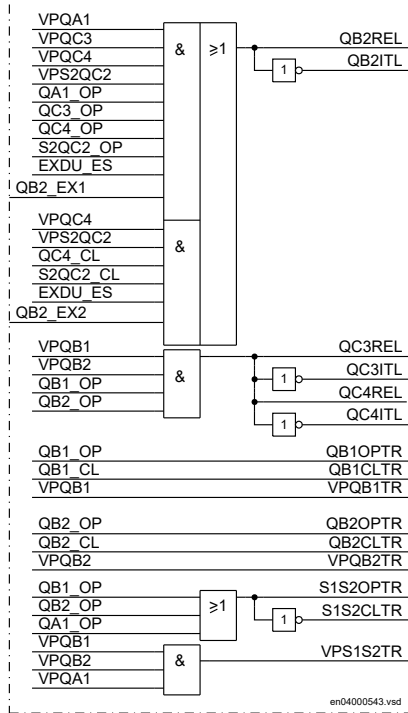 VPQA1
VPQC3
VPQC4
VPS2QC2
QA1_OP
QC3_OP
QC4_OP
S2QC2_OP
EXDU_ES
QB2_EX1
& ≥1
QB2REL
1 QB2ITL
VPQC4
VPS2QC2
QC4_CL
S2QC2_CL
EXDU_ES
QB2_EX2
&
VPQB1
VPQB2
QB1_OP
QB2_OP
&
QC3REL
1 QC3ITL
QC4REL
1 QC4ITL
QB1_OP QB1OPTR
QB1_CL QB1CLTR
VPQB1 VPQB1TR
QB2_OP QB2OPTR
QB2_CL QB2CLTR
VPQB2 VPQB2TR
QB1_OP
QB2_OP
QA1_OP
≥1
S1S2OPTR
1 S1S2CLTR
VPQB1
VPQB2
VPQA1
&
VPS1S2TR
en04000543.vsd